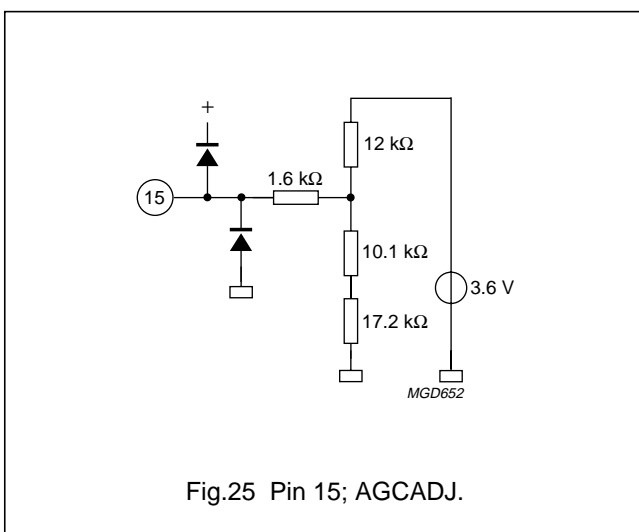 +
12 kΩ
1.6 kΩ
15
10.1 kΩ
3.6 V
17.2 kΩ
MGD652
Fig.25 Pin 15; AGCADJ.